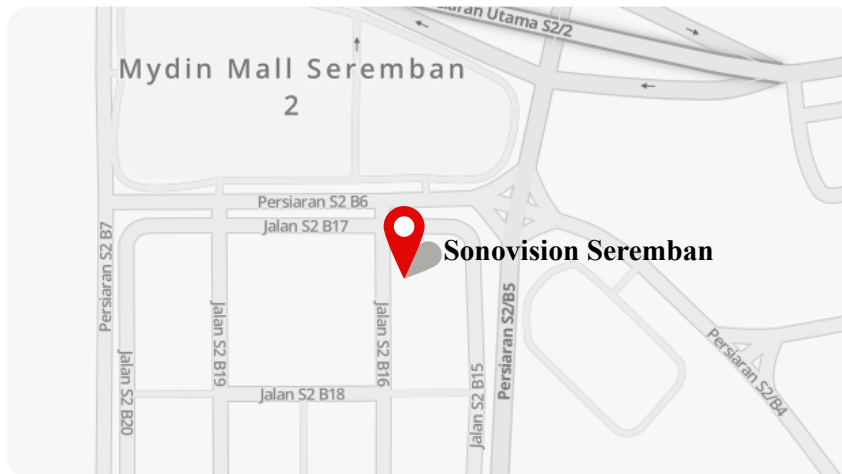 siaran Utama S2/2
Mydin Mall Seremban
2
Persiaran S2 B6
Jalan S2 B17
Sonovision Seremban
Persiaran S2 B7
Jalan S2 B19
Jalan S2 B16
Persiaran S2/B5
Jalan S2 B20
Jalan S2 B18
Jalan S2 B15
Persiaran S2/B4